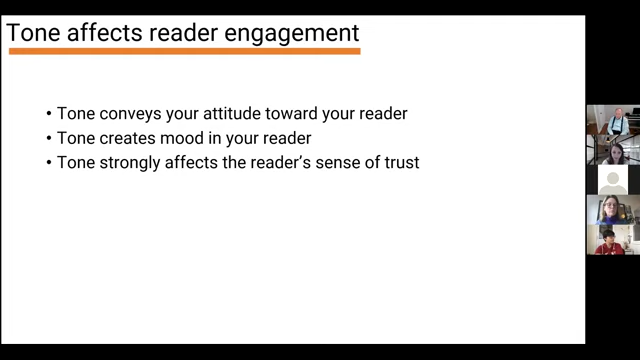 Tone affects reader engagement
• Tone conveys your attitude toward your reader
• Tone creates mood in your reader
• Tone strongly affects the reader’s sense of trust